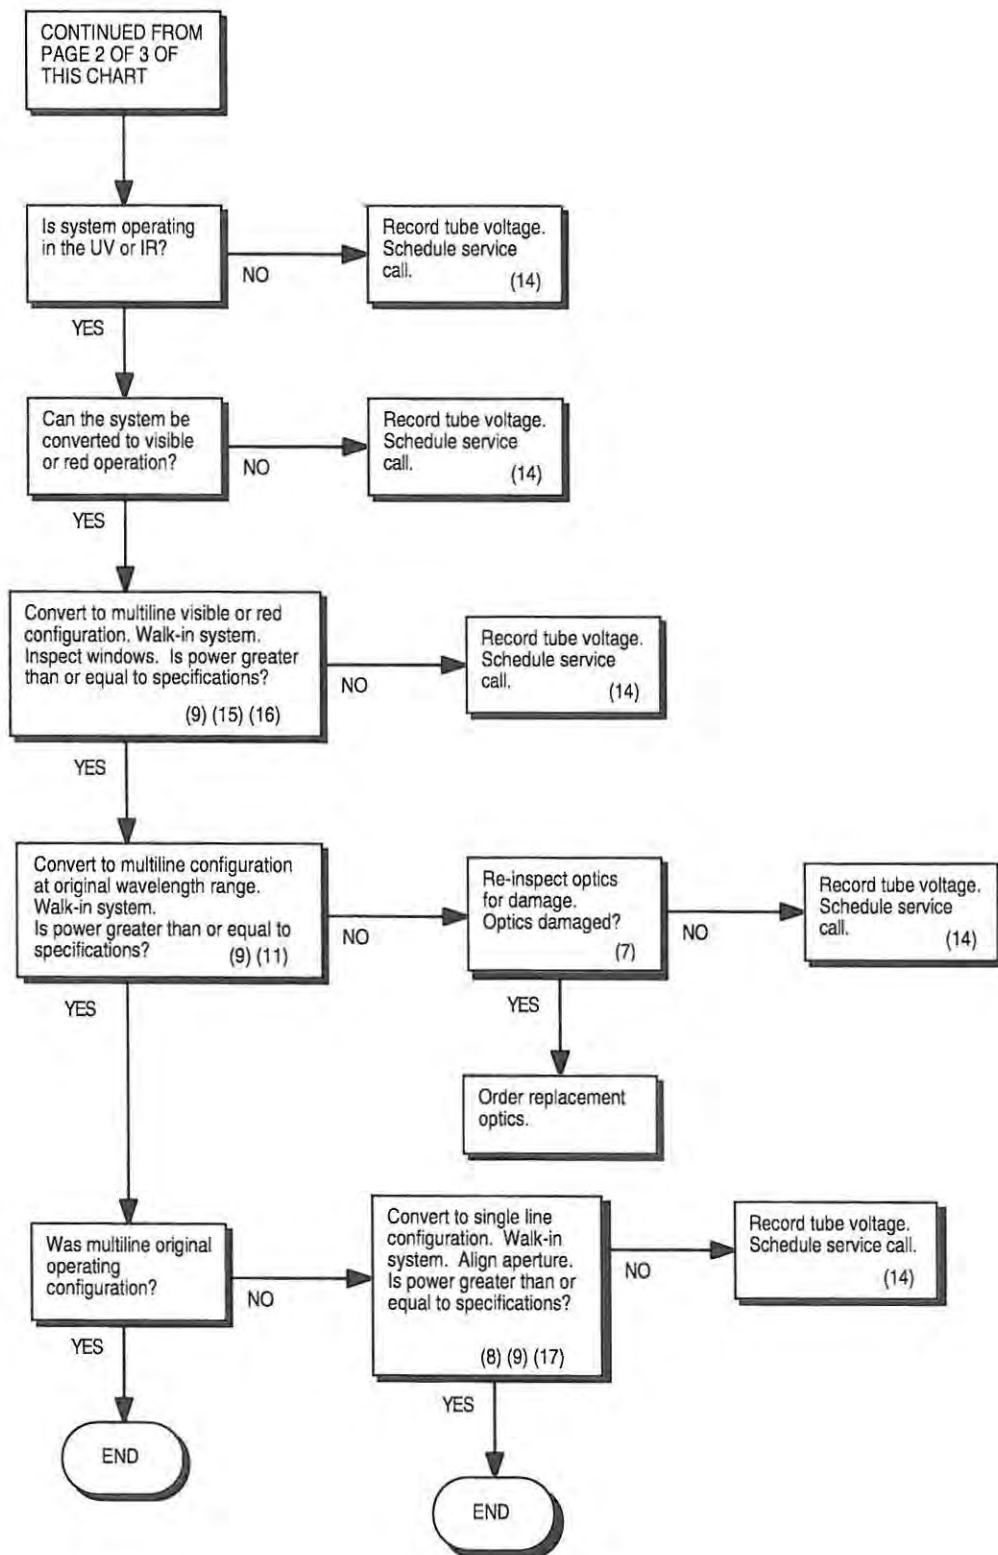 CONTINUED FROM
PAGE 2 OF 3 OF
THIS CHART
Is system operating
in the UV or IR?
NO
Record tube voltage.
Schedule service
call.
(14)
YES
Can the system be
converted to visible
or red operation?
NO
Record tube voltage.
Schedule service
call.
(14)
YES
Convert to multiline visible or red
configuration. Walk-in system.
Inspect windows. Is power greater
than or equal to specifications?
(9) (15) (16)
NO
Record tube voltage.
Schedule service
call.
(14)
YES
Convert to multiline configuration
at original wavelength range.
Walk-in system.
Is power greater than or equal to
specifications? (9) (11)
NO
Re-inspect optics
for damage.
Optics damaged?
(7)
NO
Record tube voltage.
Schedule service
call.
(14)
YES
YES
Order replacement
optics.
Was multiline original
operating
configuration?
NO
Convert to single line
configuration. Walk-in
system. Align aperture.
Is power greater than or
equal to specifications?
(8) (9) (17)
NO
Record tube voltage.
Schedule service call.
(14)
YES
YES
END
END